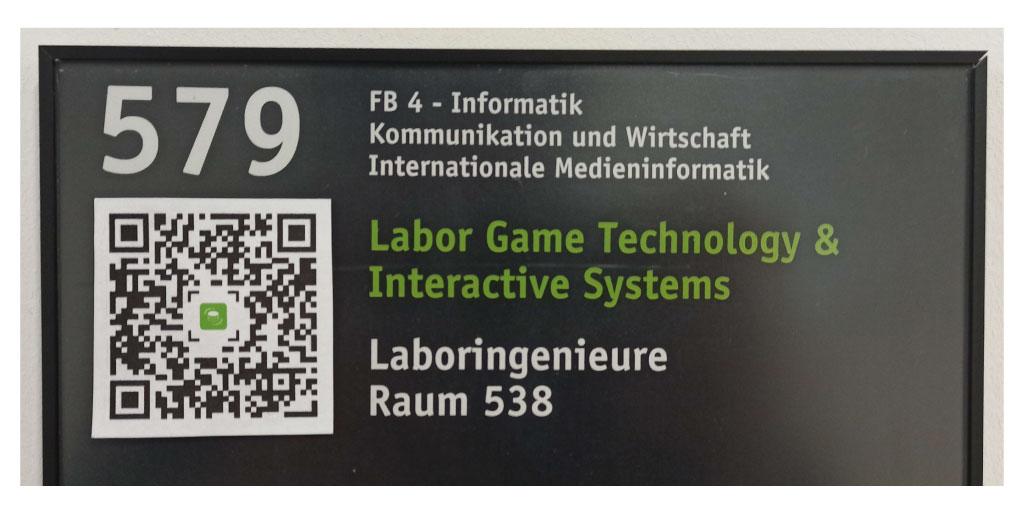 579
FB 4 - Informatik
Kommunikation und Wirtschaft
Internationale Medieninformatik
Labor Game Technology &
Interactive Systems
Laboringenieure
Raum 538